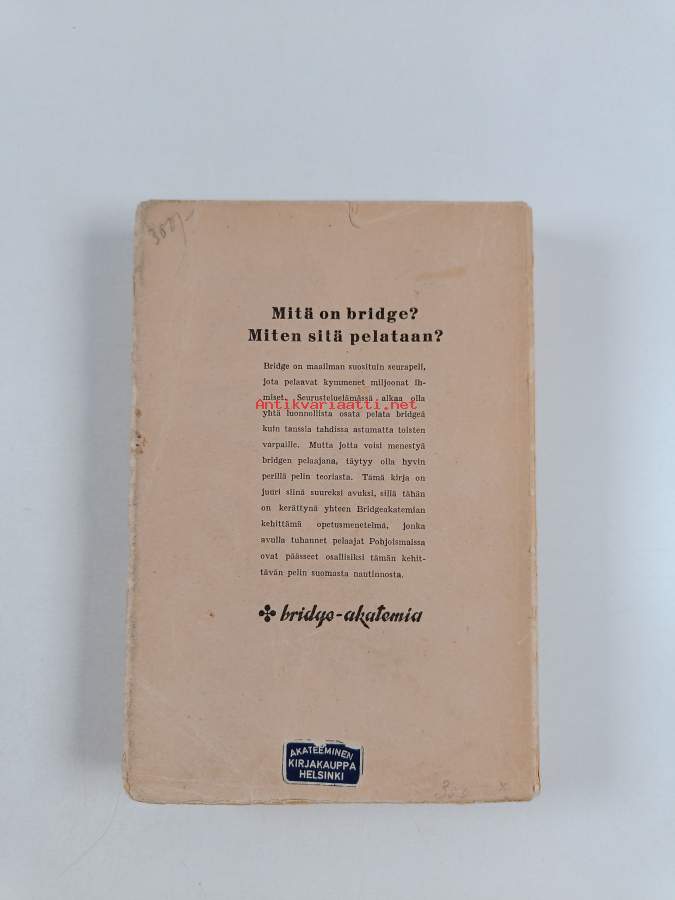 Mitä on bridge?
Miten sitä pelataan?
Bridge on maailman suosituin seurapeli,
jota pelaavat kymmenet miljoonat ih-
miset. Seurusteluelämässä alkaa olla
Antikvariaatti.net
yhtä luonnollista osata pelata bridgeä
kuin tanssia tahdissa astumatta toisten
varpaille. Mutta jotta voisi menestyä
bridgen pelaajana, täytyy olla hyvin
perillä pelin teoriasta. Tämä kirja on
juuri siinä suureksi avuksi, sillä tähän
on kerättynä yhteen Bridgeakatemian
kehittämä opetusmenetelmä, jonka
avulla tuhannet pelaajat Pohjoismaissa
ovat päässeet osallisiksi tämän kehit-
tävän pelin suomasta nautinnosta.
bridge-akatemia
AKATEEMINEN
KIRJAKAUPPA
HELSINKI